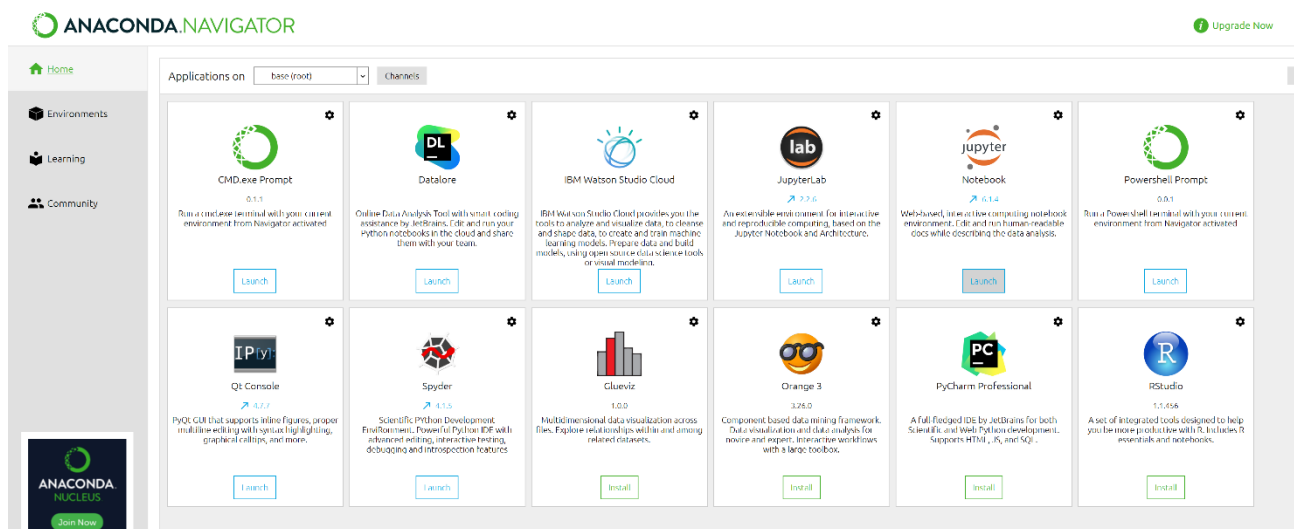 ANACONDA.NAVIGATOR
Upgrade Now
Home
Environments
Learning
Community
Applications on
base (root)
Channels
CMD.exe Prompt
0.1.1
Run a cmd.exe terminal with your current
environment from Navigator activated
Launch
DL
Datalore
Online Data Analysis Tool with smart coding
assistance by JetBrains. Edit and run your
Python notebooks in the cloud and share
them with your team.
Launch
IBM Watson Studio Cloud
IBM Watson Studio Cloud provides you the
tools to analyze and visualize data, to cleanse
and shape data, to create and train machine
learning models. Prepare data and build
models, using open source data science tools
or visual modeling.
Launch
lab
JupyterLab
2.2.6
An extensible environment for interactive
and reproducible computing, based on the
Jupyter Notebook and Architecture.
Launch
jupyter
Notebook
6.1.4
Web-based, interactive computing notebook
environment. Edit and run human-readable
docs while describing the data analysis.
Launch
Powershell Prompt
0.0.1
Run a Powershell terminal with your current
environment from Navigator activated
Launch
IP[y]:
Qt Console
4.7.7
PyQt GUI that supports inline figures, proper
multiline editing with syntax highlighting,
graphical calltips, and more.
Launch
Spyder
4.1.5
Scientific PYthon Development
EnviRonment. Powerful Python IDE with
advanced editing, interactive testing,
debugging and introspection features
Launch
Glueviz
1.0.0
Multidimensional data visualization across
files. Explore relationships within and among
related datasets.
Install
Orange 3
3.26.0
Component based data mining framework.
Data visualization and data analysis for
novice and expert. Interactive workflows
with a large toolbox.
Install
PC
PyCharm Professional
A full-fledged IDE by JetBrains for both
Scientific and Web Python development.
Supports HTML, JS, and SQL.
Install
R
RStudio
1.1.456
A set of integrated tools designed to help
you be more productive with R. Includes R
essentials and notebooks.
Install
ANACONDA.
NUCLEUS
Join Now